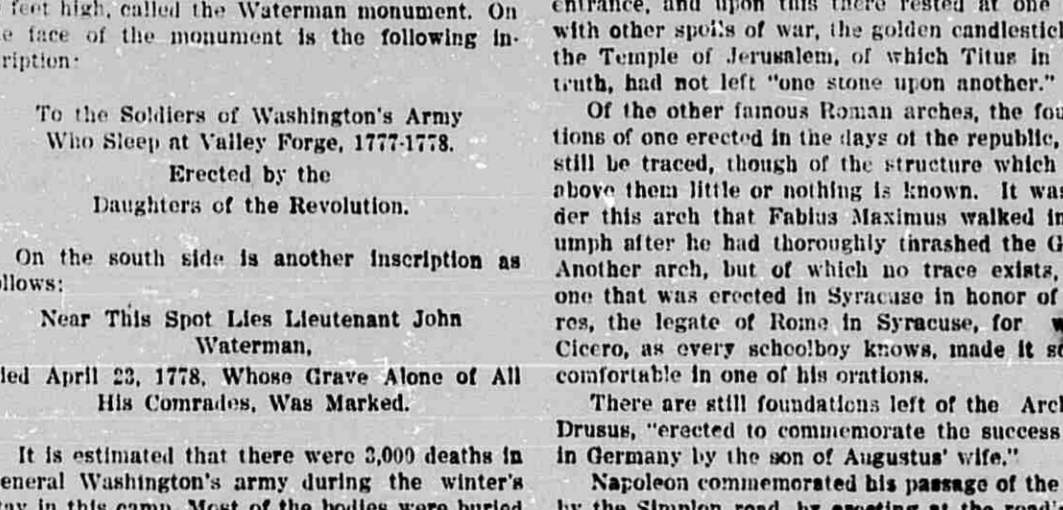 feet high, called the Waterman monument. On
face of the monument is the following in-
ription:
To the Soldiers of Washington's Army
Who Sleep at Valley Forge, 1777-1778.
Erected by the
Daughters of the Revolution.
On the south side is another inscription as
ollows:
Near This Spot Lies Lieutenant John
Waterman,
ied April 23, 1778, Whose Grave Alone of All
His Comrades, Was Marked.
It is estimated that there were 3,000 deaths in
eneral Washington's army during the winter's
tay in this camp. Most of the bodies were buried
entrance, and upon this there rested at one
with other spoils of war, the golden candlestick
the Temple of Jerusalem, of which Titus in
truth, had not left "one stone upon another."
Of the other famous Roman arches, the fou
tions of one erected in the days of the republic,
still be traced, though of the structure which
above them little or nothing is known. It was
der this arch that Fabius Maximus walked in
umph after he had thoroughly thrashed the G
Another arch, but of which no trace exists,
one that was erected in Syracuse in honor of
res, the legate of Rome in Syracuse, for w
Cicero, as every schoolboy knows, made it so
comfortable in one of his orations.
There are still foundations left of the Arch
Drusus, "erected to commemorate the success
in Germany by the son of Augustus' wife."
Napoleon commemorated his passage of the
by the Simplon road, by erecting at the road